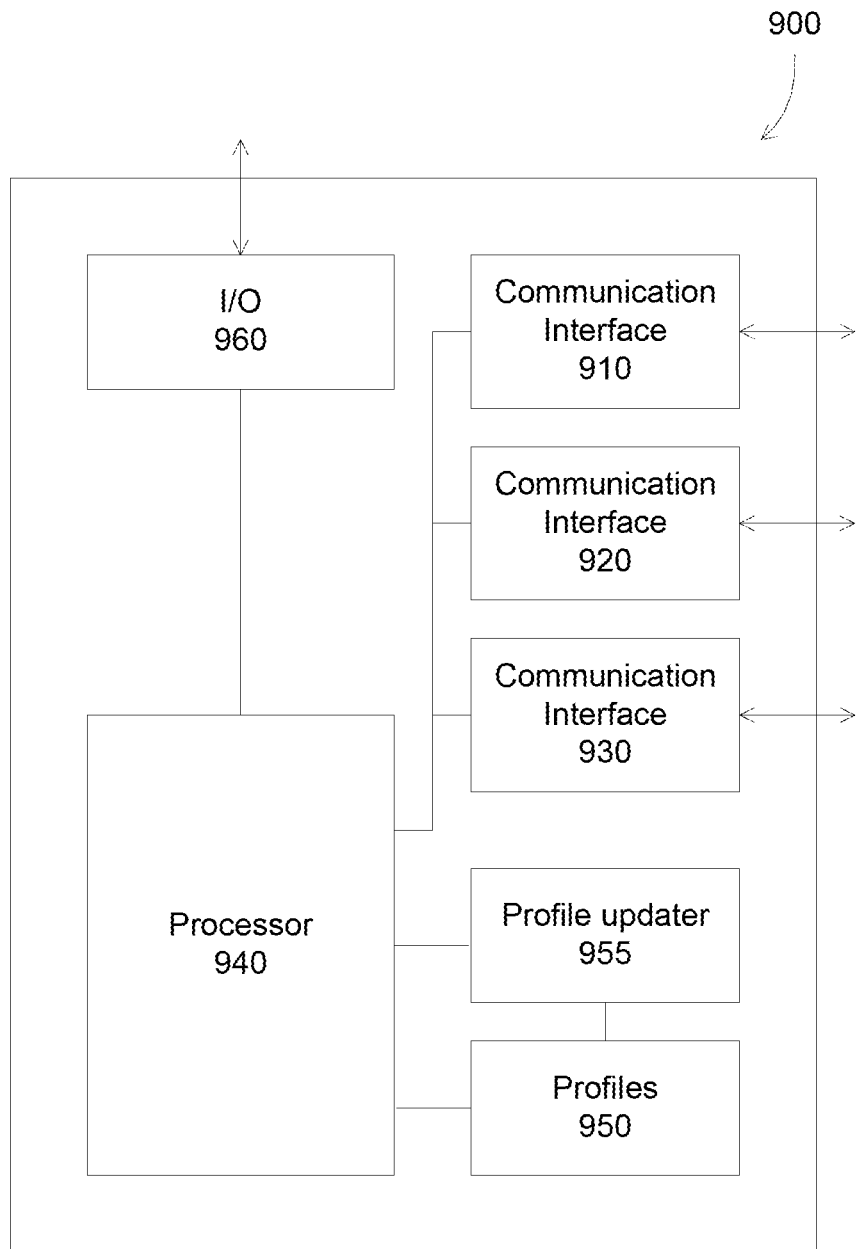 900
I/O
960
Communication
Interface
910
Communication
Interface
920
Communication
Interface
930
Processor
940
Profile updater
955
Profiles
950